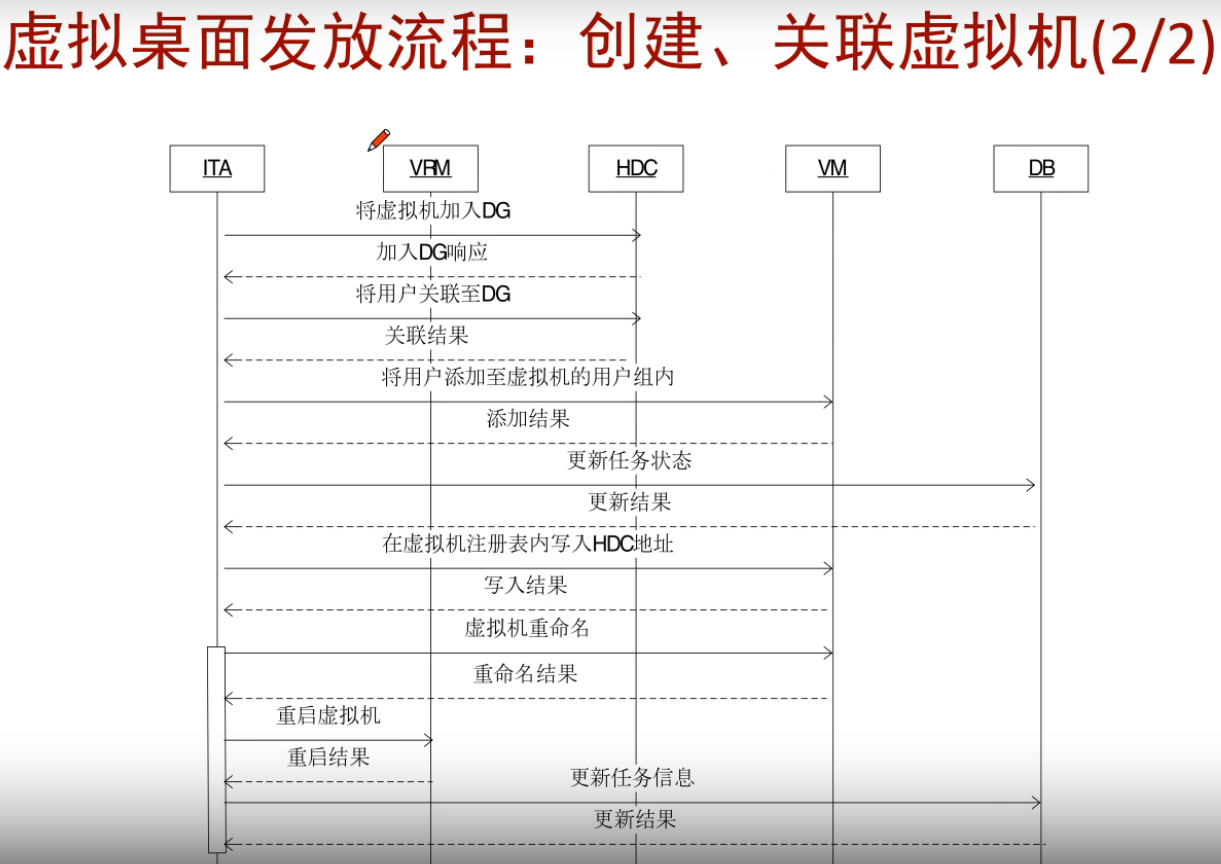 虚拟桌面发放流程：创建、关联虚拟机(2/2)
ITA
VRM
HDC
VM
DB
将虚拟机加入DG
加入DG响应
将用户关联至DG
关联结果
将用户添加至虚拟机的用户组内
添加结果
更新任务状态
更新结果
在虚拟机注册表内写入HDC地址
写入结果
虚拟机重命名
重命名结果
重启虚拟机
重启结果
更新任务信息
更新结果